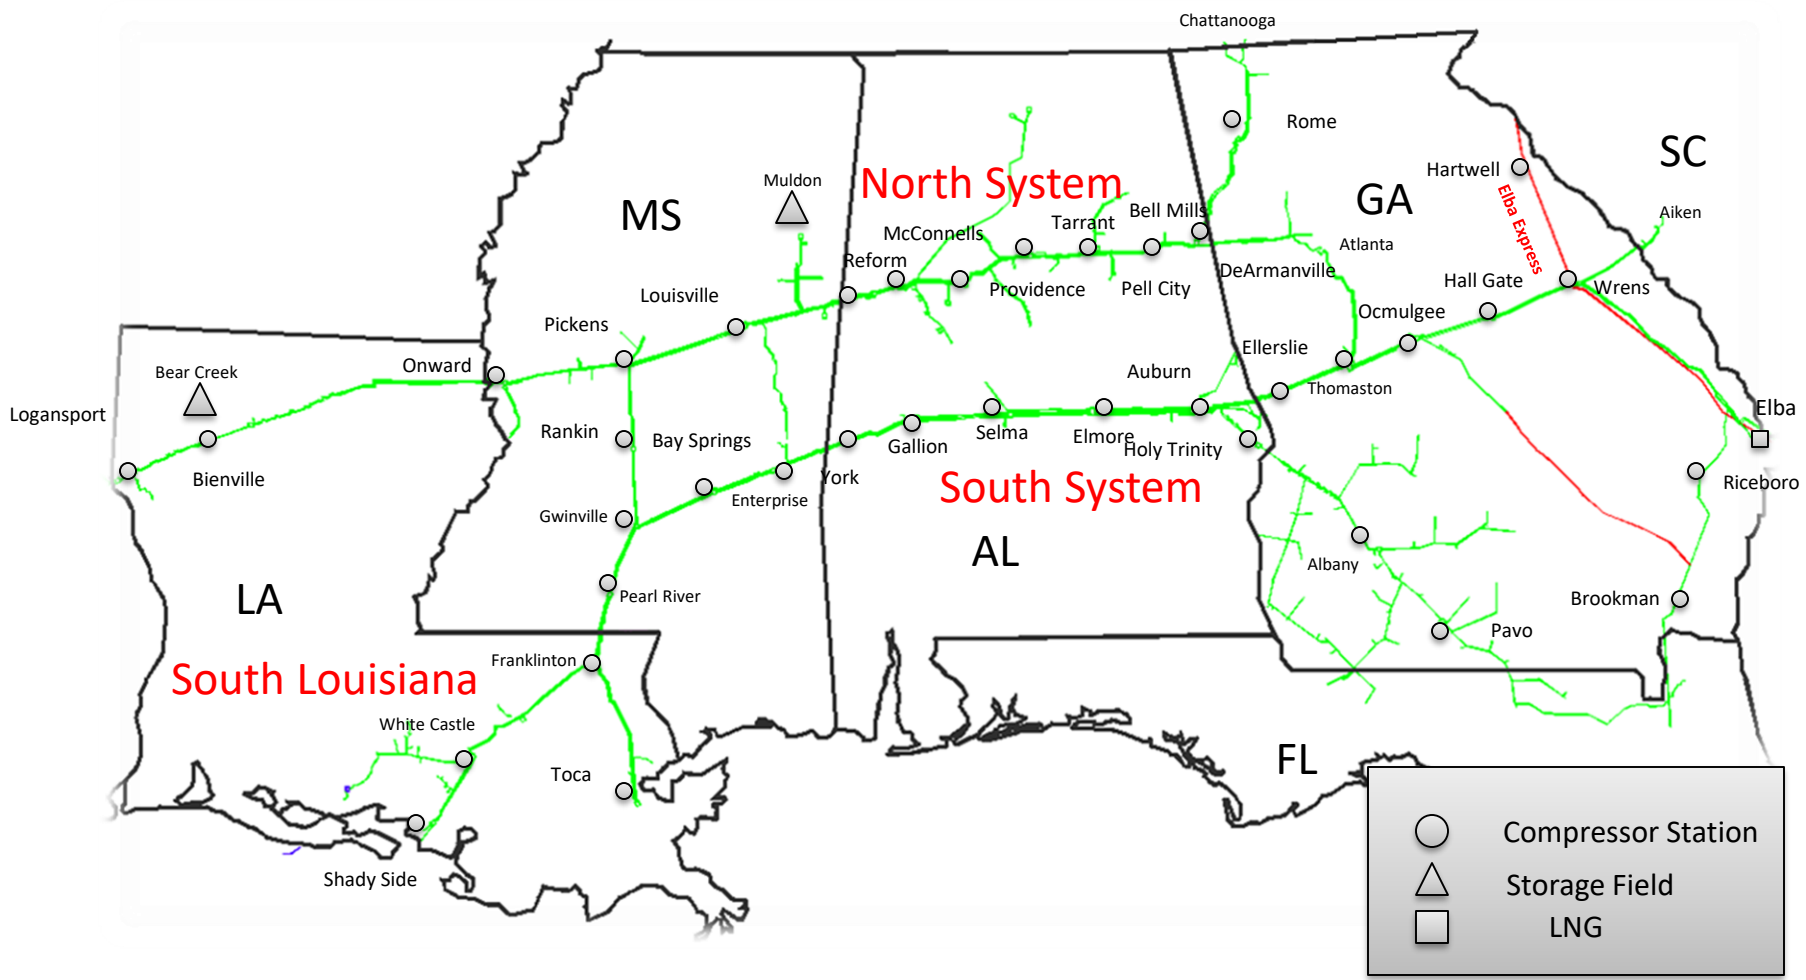 Chattanooga
Rome
SC
Hartwell
Muldon
North System
GA
MS
Elba Express
Aiken
Bell Mills
Tarrant
McConnells
Atlanta
Reform
DeArmanville
Hall Gate
Wrens
Louisville
Providence
Pell City
Ocmulgee
Pickens
Ellerslie
Onward
Bear Creek
Auburn
Thomaston
Logansport
Elba
Rankin
Bay Springs
Selma
Elmore
Gallion
Holy Trinity
Bienville
York
South System
Riceboro
Enterprise
Gwinville
AL
Albany
LA
Pearl River
Brookman
Pavo
Franklinton
South Louisiana
White Castle
Toca
FL
Shady Side
Compressor Station
Storage Field
LNG